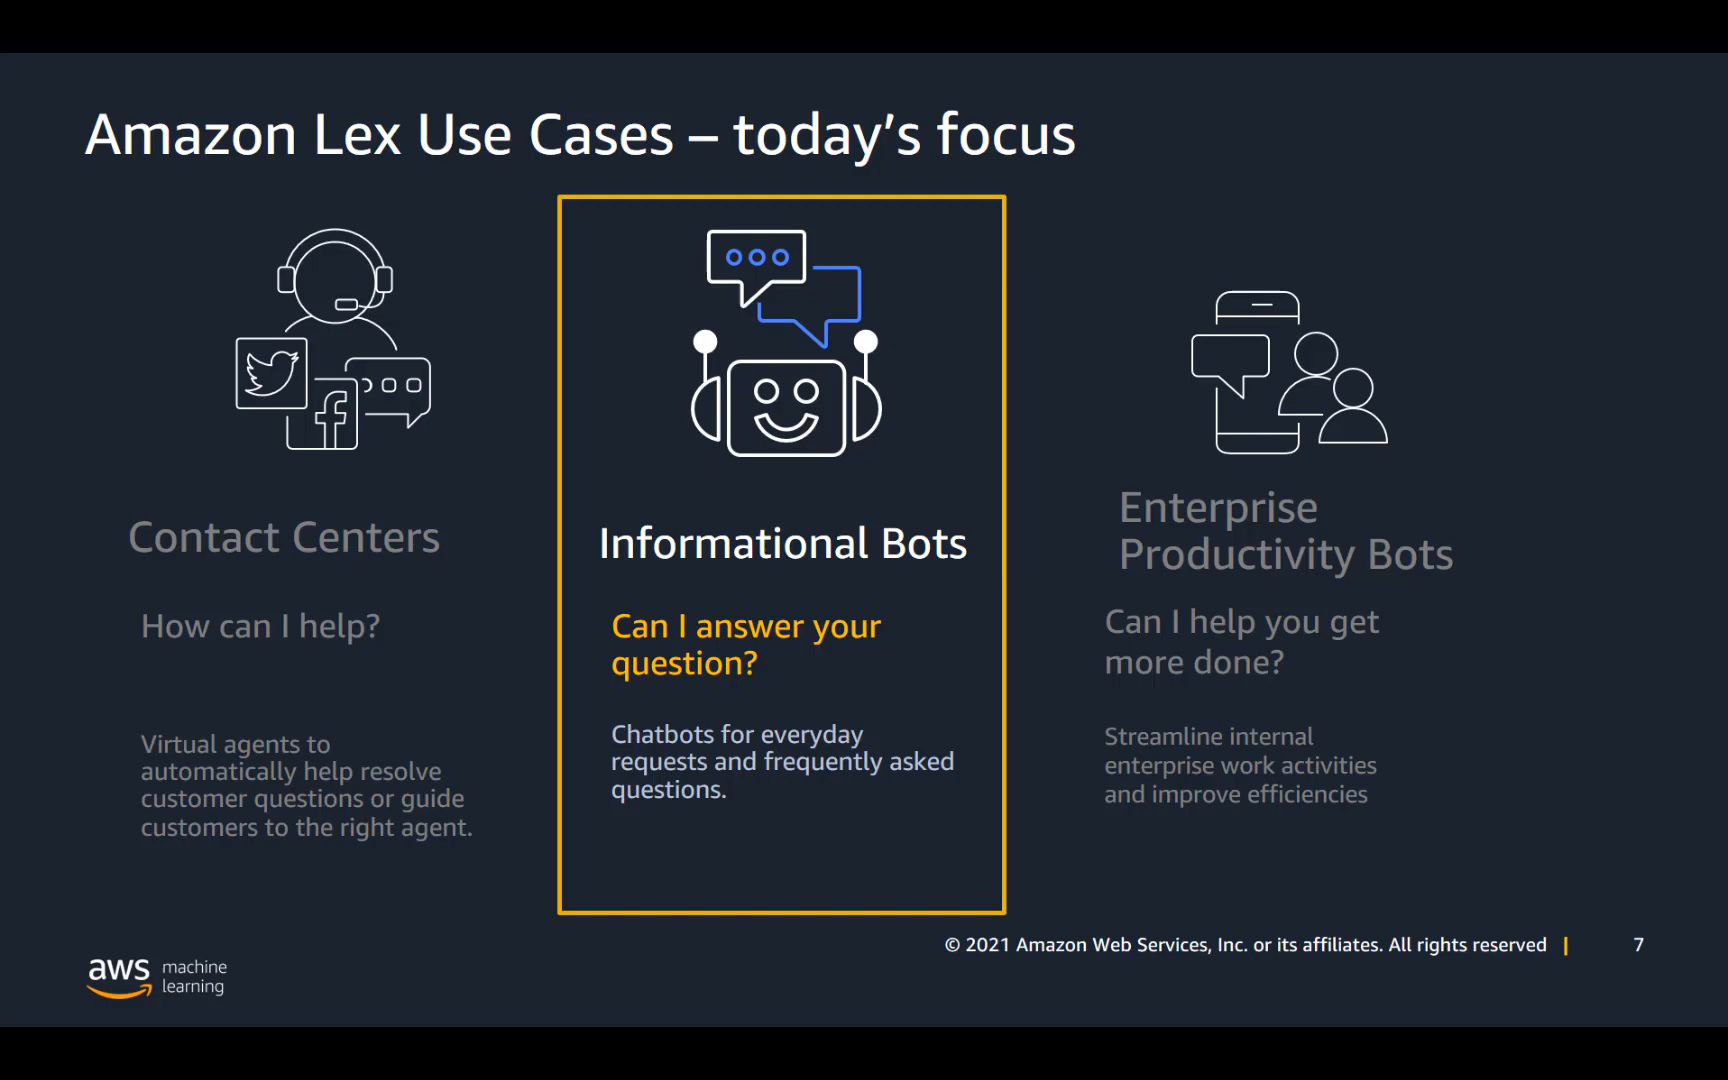 Amazon Lex Use Cases – today's focus
Contact Centers
How can I help?
Virtual agents to
automatically help resolve
customer questions or guide
customers to the right agent.
Informational Bots
Can I answer your
question?
Chatbots for everyday
requests and frequently asked
questions.
Enterprise
Productivity Bots
Can I help you get
more done?
Streamline internal
enterprise work activities
and improve efficiencies
© 2021 Amazon Web Services, Inc. or its affiliates. All rights reserved | 7
aws machine
learning